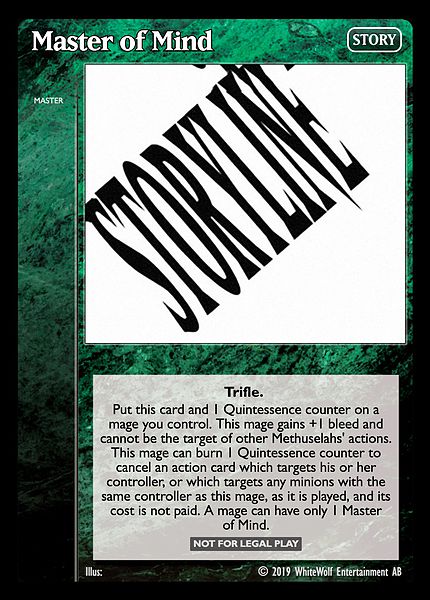 Master of Mind
STORY
MASTER
STORYLINE
Trifle.
Put this card and 1 Quintessence counter on a
mage you control. This mage gains +1 bleed and
cannot be the target of other Methuselahs' actions.
This mage can burn 1 Quintessence counter to
cancel an action card which targets his or her
controller, or which targets any minions with the
same controller as this mage, as it is played, and its
cost is not paid. A mage can have only 1 Master
of Mind.
NOT FOR LEGAL PLAY
Illus:
© 2019 WhiteWolf Entertainment AB